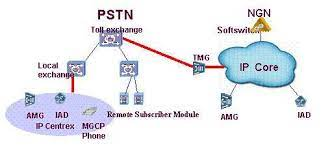 PSTN
NGN
Toll exchange
Softswitch
Local
exchange
TMG
IP Core
AMG
IAD
IP Centrex
MGCP
Phone
Remote Subscriber Module
AMG
IAD